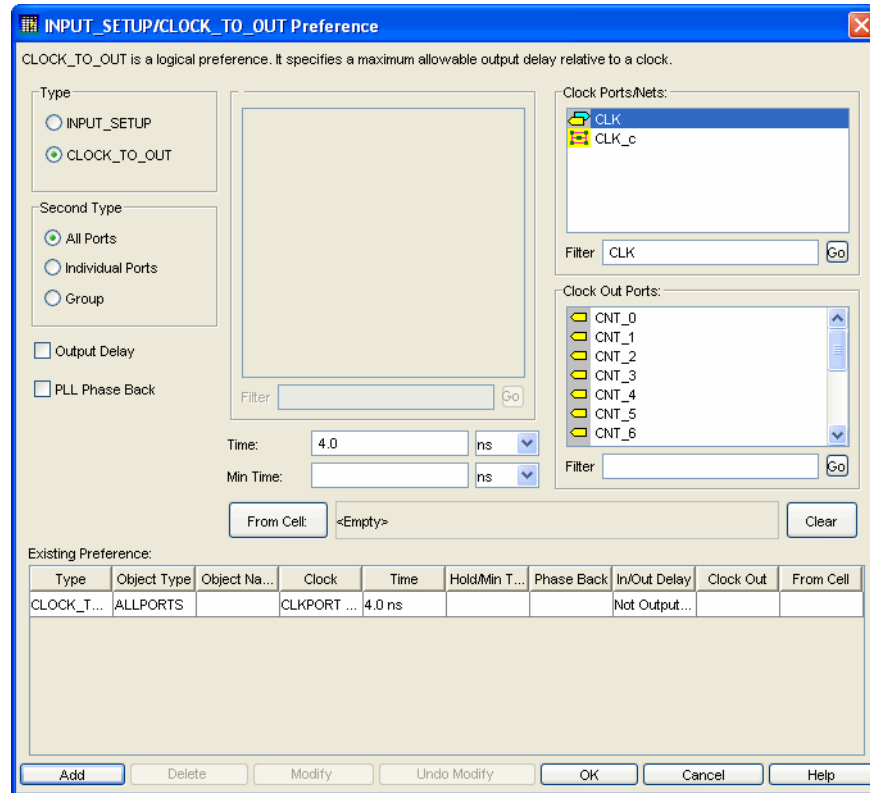 INPUT_SETUP/CLOCK_TO_OUT Preference
CLOCK_TO_OUT is a logical preference. It specifies a maximum allowable output delay relative to a clock.
Type
INPUT_SETUP
CLOCK_TO_OUT
Second Type
All Ports
Individual Ports
Group
Output Delay
PLL Phase Back
Filter
Go
Time: 4.0 ns
Min Time: ns
Clock Ports/Nets:
CLK
CLK_c
Filter CLK Go
Clock Out Ports:
CNT_0
CNT_1
CNT_2
CNT_3
CNT_4
CNT_5
CNT_6
Filter Go
From Cell: <Empty> Clear
Existing Preference:
Type Object Type Object Na... Clock Time Hold/Min T... Phase Back In/Out Delay Clock Out From Cell
CLOCK_T... ALLPORTS CLKPORT ... 4.0 ns Not Output...
Add Delete Modify Undo Modify OK Cancel Help